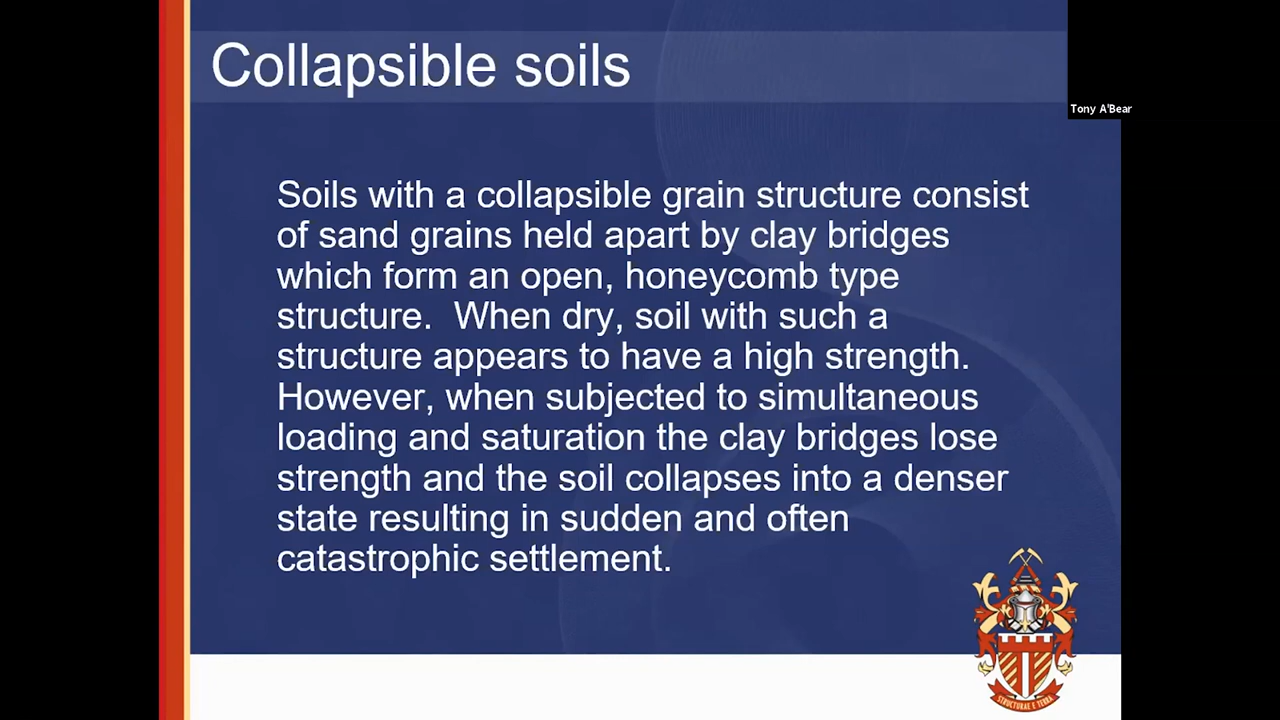 Collapsible soils
Tony A'Bear
Soils with a collapsible grain structure consist
of sand grains held apart by clay bridges
which form an open, honeycomb type
structure.  When dry, soil with such a
structure appears to have a high strength.
However, when subjected to simultaneous
loading and saturation the clay bridges lose
strength and the soil collapses into a denser
state resulting in sudden and often
catastrophic settlement.
STRUCTURAE E TERRA